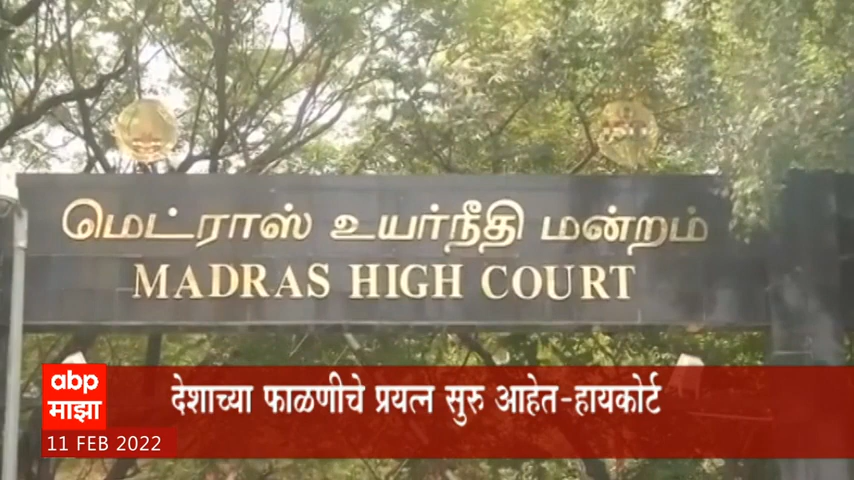 மெட்ராஸ் உயர்நீதி மன்றம்
MADRAS HIGH COURT
abp
माझा
देशाच्या फाळणीचे प्रयत्न सुरु आहेत-हायकोर्ट
11 FEB 2022